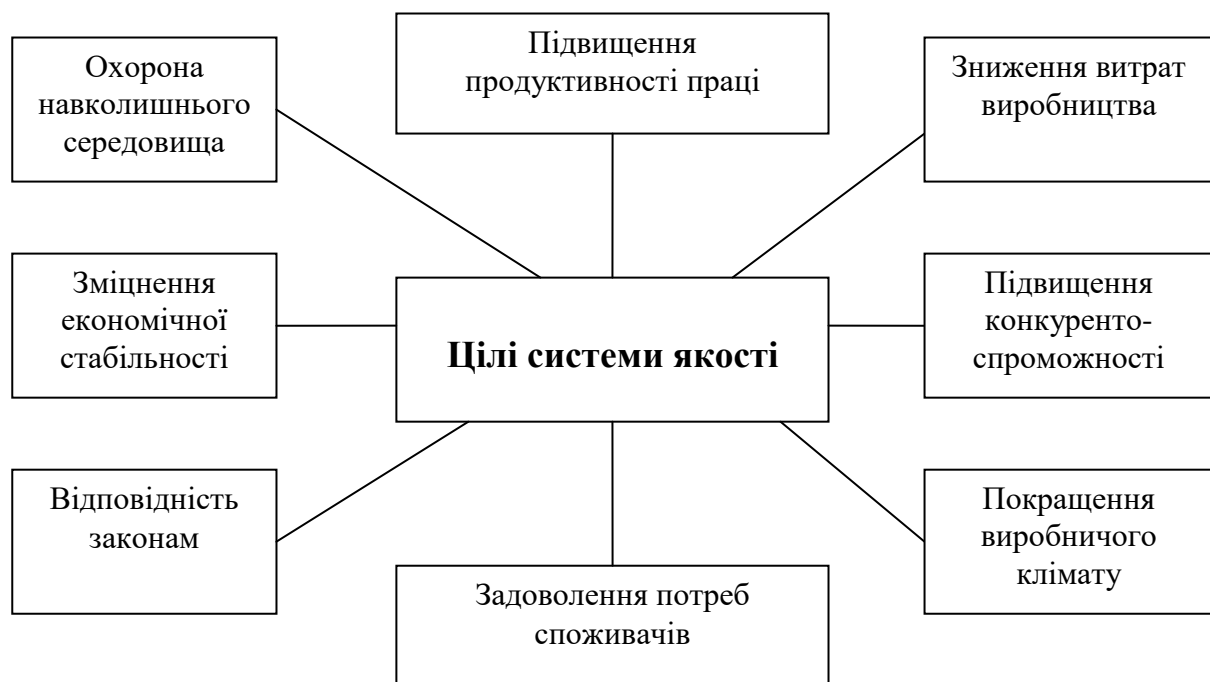 Охорона
навколишнього
середовища
Підвищення
продуктивності праці
Зниження витрат
виробництва
Зміцнення
економічної
стабільності
Цілі системи якості
Підвищення
конкуренто-
спроможності
Відповідність
законам
Задоволення потреб
споживачів
Покращення
виробничого
клімату